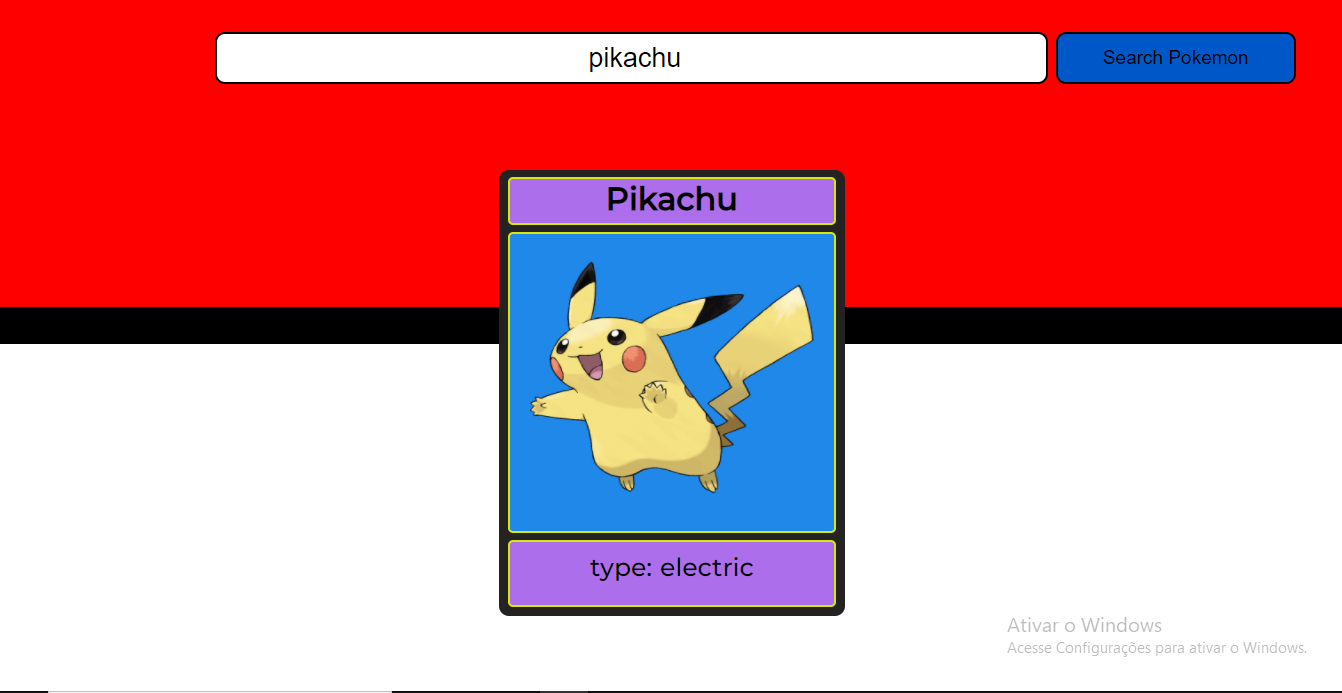 pikachu
Search Pokemon
Pikachu
type: electric
Ativar o Windows
Acesse Configurações para ativar o Windows.